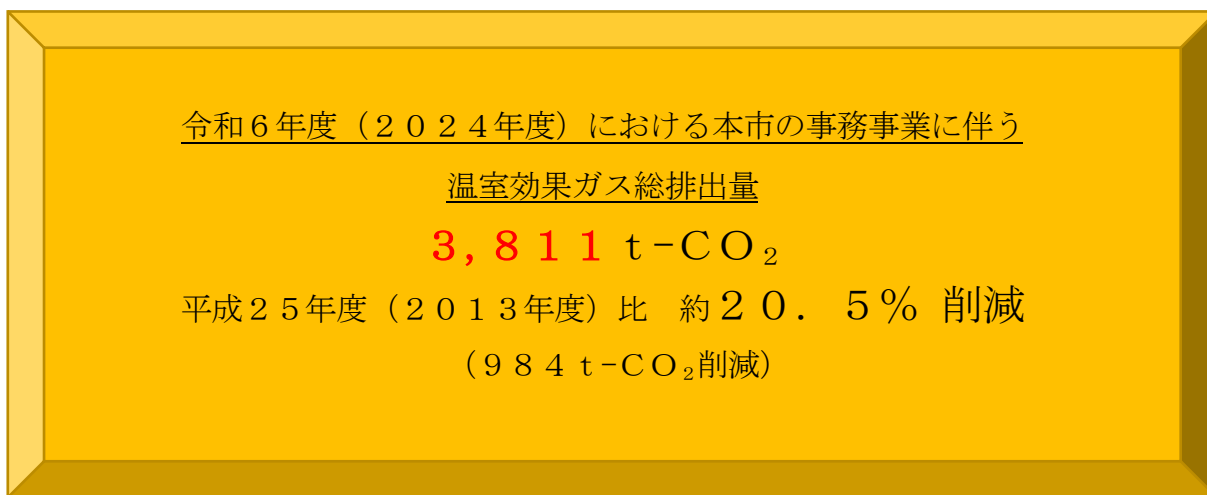 令和６年度（２０２４年度）における本市の事務事業に伴う
温室効果ガス総排出量
３,８１１ｔ−ＣＯ₂
平成２５年度（２０１３年度）比　約２０．５％ 削減
（９８４ｔ−ＣＯ₂削減）